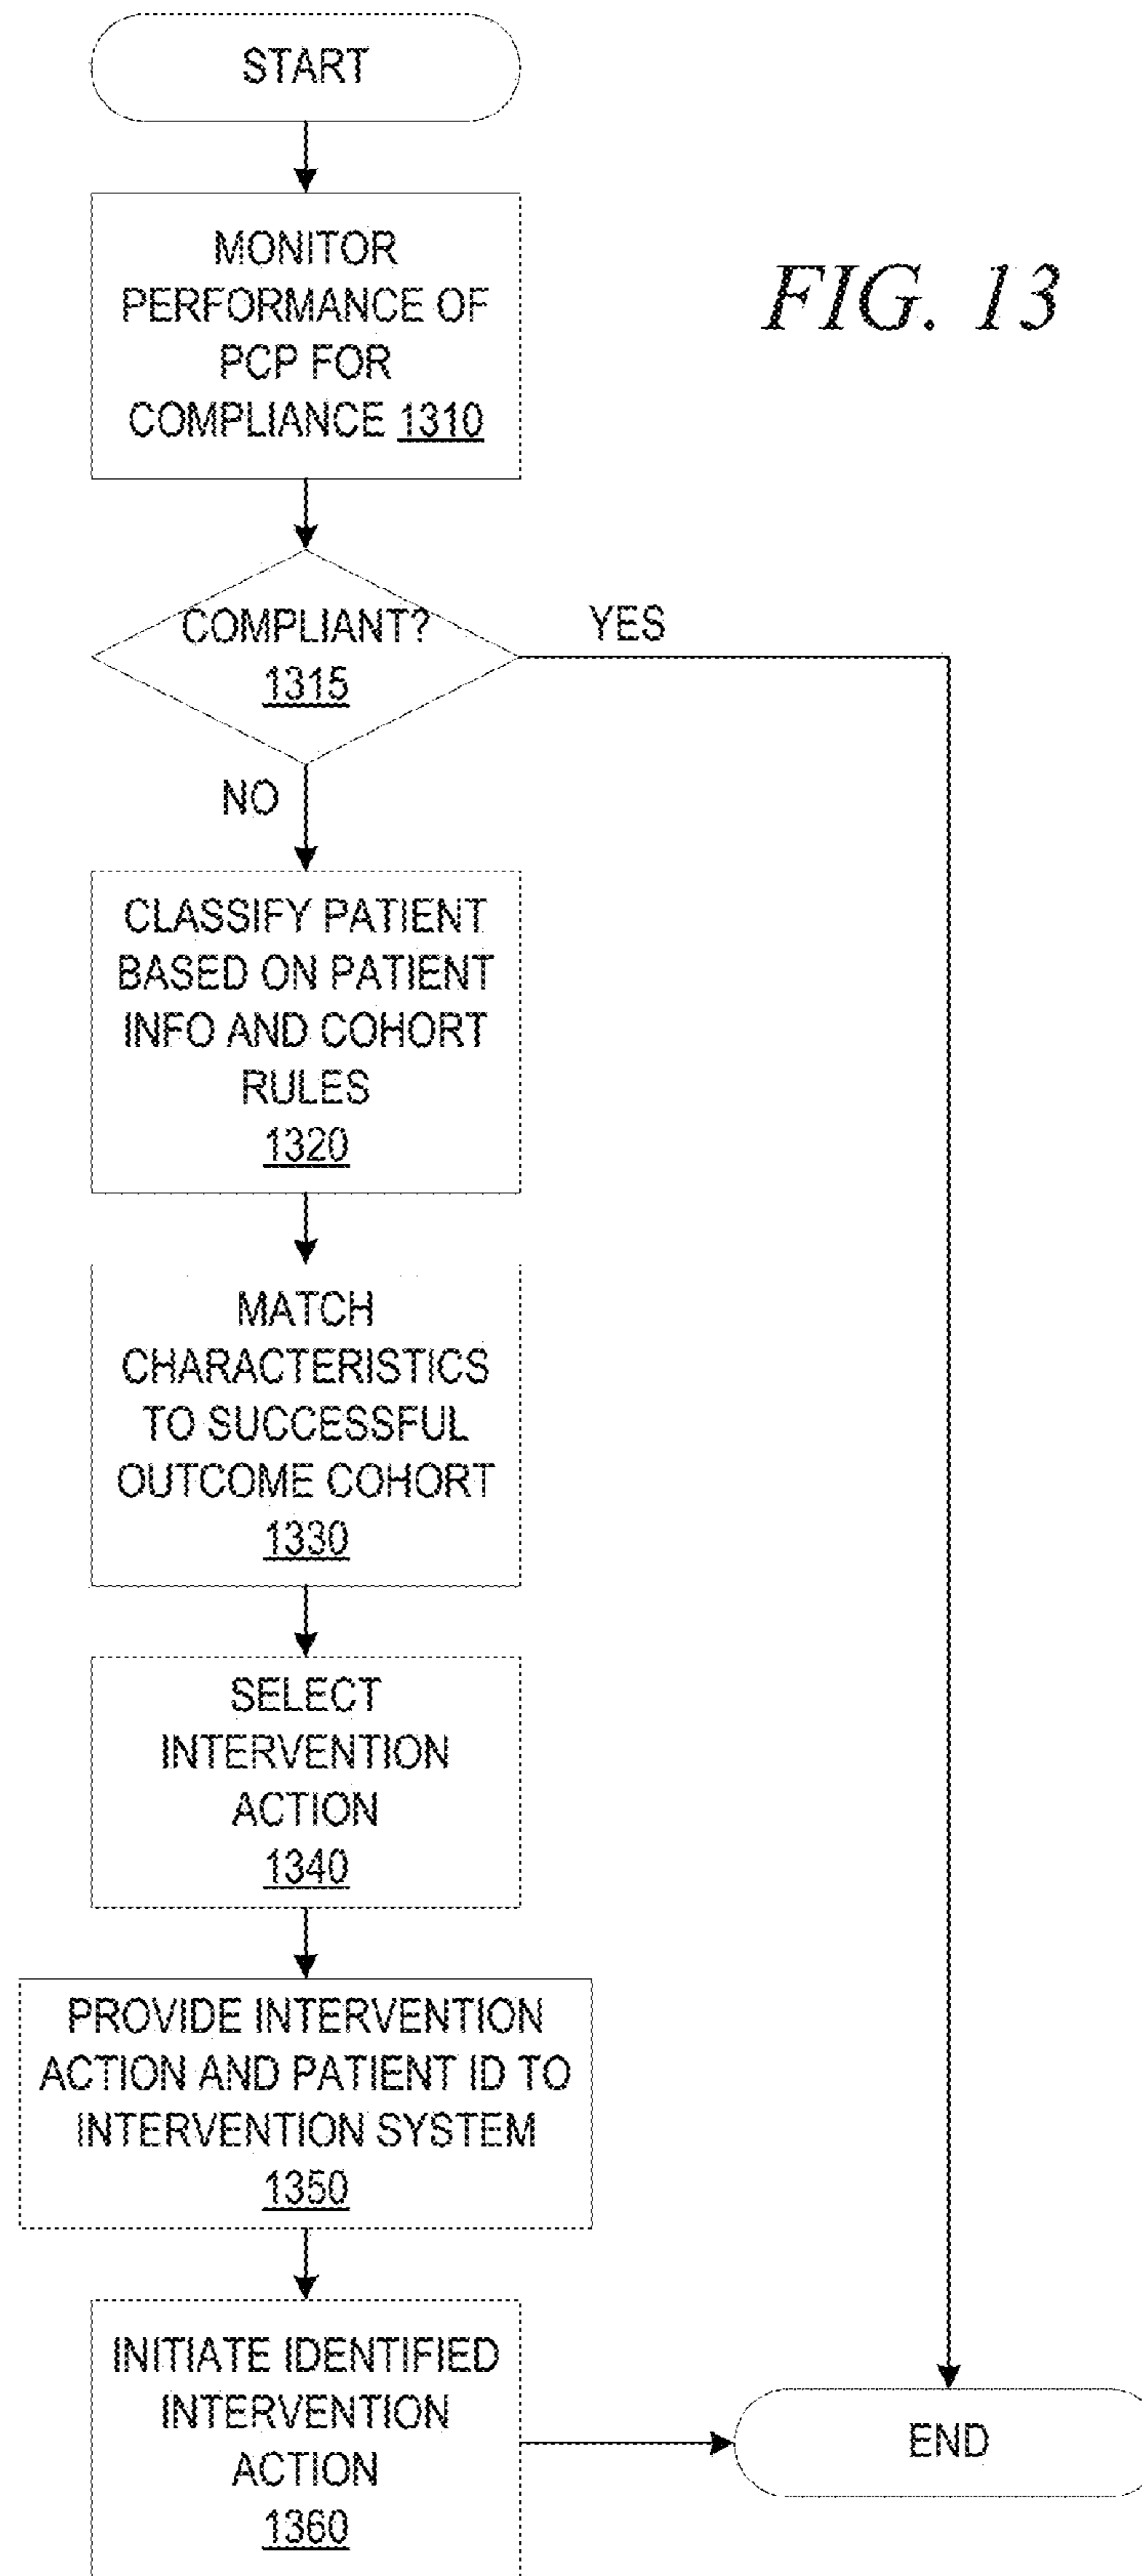 START
FIG. 13
MONITOR
PERFORMANCE OF
PCP FOR
COMPLIANCE 1310
COMPLIANT?
1315
YES
NO
CLASSIFY PATIENT
BASED ON PATIENT
INFO AND COHORT
RULES
1320
MATCH
CHARACTERISTICS
TO SUCCESSFUL
OUTCOME COHORT
1330
SELECT
INTERVENTION
ACTION
1340
PROVIDE INTERVENTION
ACTION AND PATIENT ID TO
INTERVENTION SYSTEM
1350
INITIATE IDENTIFIED
INTERVENTION
ACTION
1360
END